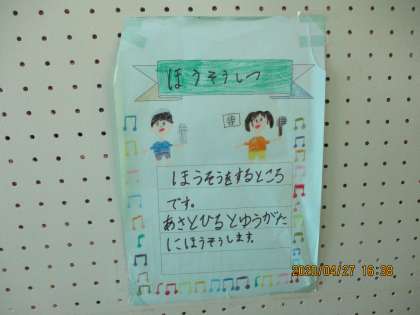 ほうそうしつ
ほうそうをするところ
です。
あさとひるとゆうがた
にほうそうします。
2020/04/27 16:38